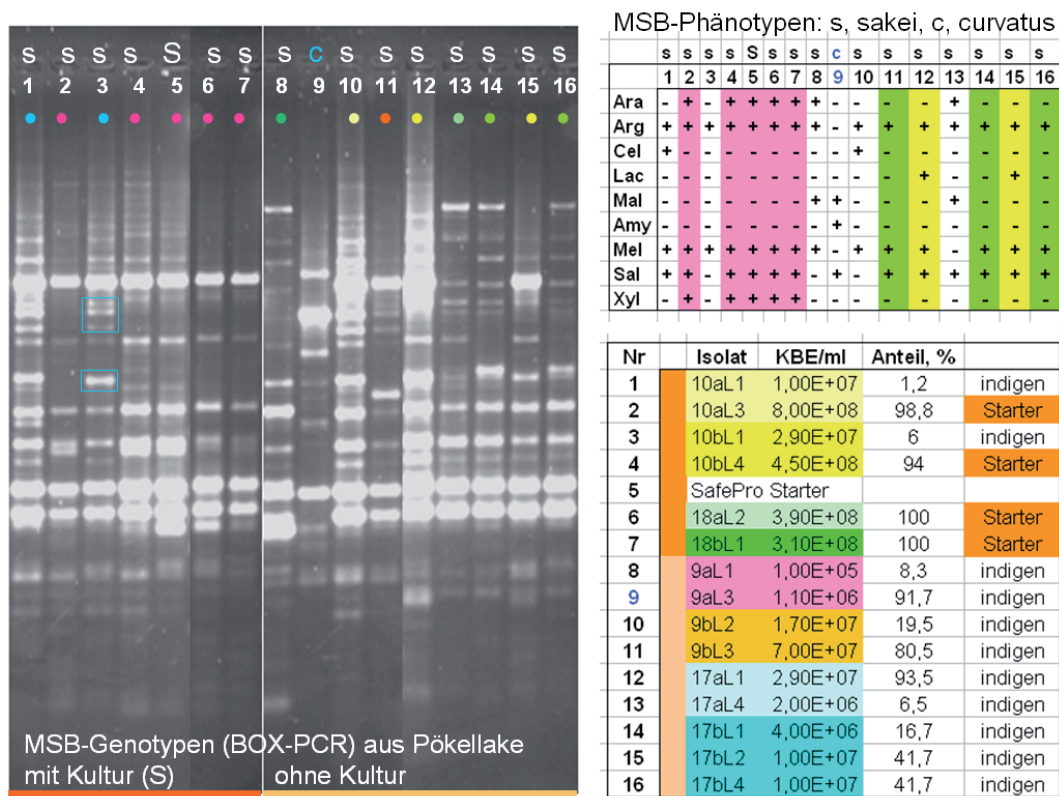 s s s s S s s s c s s s s s s s
1 2 3 4 5 6 7 8 9 10 11 12 13 14 15 16
MSB-Genotypen (BOX-PCR) aus Pökellake
mit Kultur (S) ohne Kultur
MSB-Phänotypen: s, sakei, c, curvatus
s s s s S s s s c s s s s s s s
1 2 3 4 5 6 7 8 9 10 11 12 13 14 15 16
Ara - + - + + + + + - - - - + - - -
Arg + + + + + + + + - + + + + + + +
Cel + - - - - - - - - + - - - - - -
Lac - - - - - - - - - - - + - - + -
Mal - - - - - - - + + - - - + - - -
Amy - - - - - - - - + - - - - - - -
Mel + + + + + + + + - + + + - + + +
Sal + + - + + + + - + - + + + + + +
Xyl - + - + + + + - - - - - - - - -
Nr Isolat KBE/ml Anteil, %
1 10aL1 1,00E+07 1,2 indigen
2 10aL3 8,00E+08 98,8 Starter
3 10bL1 2,90E+07 6 indigen
4 10bL4 4,50E+08 94 Starter
5 SafePro Starter
6 18aL2 3,90E+08 100 Starter
7 18bL1 3,10E+08 100 Starter
8 9aL1 1,00E+05 8,3 indigen
9 9aL3 1,10E+06 91,7 indigen
10 9bL2 1,70E+07 19,5 indigen
11 9bL3 7,00E+07 80,5 indigen
12 17aL1 2,90E+07 93,5 indigen
13 17aL4 2,00E+06 6,5 indigen
14 17bL1 4,00E+06 16,7 indigen
15 17bL2 1,00E+07 41,7 indigen
16 17bL4 1,00E+07 41,7 indigen